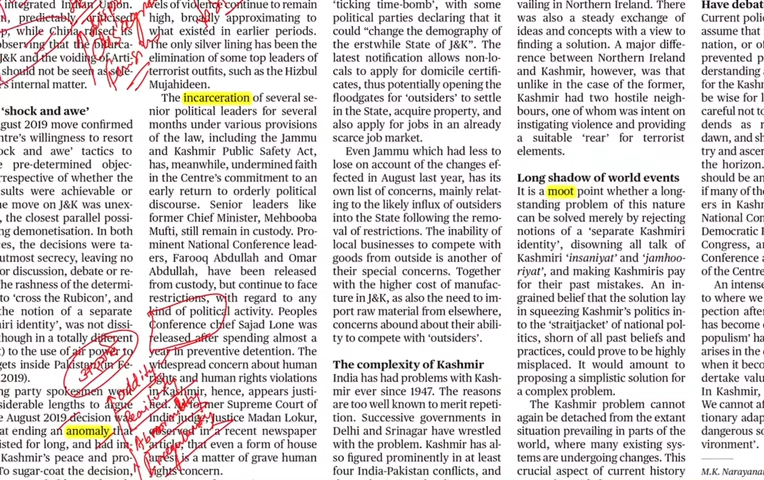 integrated Indian Union.
predictably
while China raised its
observing that the bifurca-
J&K and the voiding of Arti-
should not be seen as
's internal matter.
'shock and awe'
ugust 2019 move confirmed
ntre's willingness to resort
ock and awe' tactics to
e pre-determined objec-
rrespective of whether the
sults were achievable or
he move on J&K was unex-
, the closest parallel possi-
ng demonetisation. In both
ces, the decisions were ta-
utmost secrecy, leaving no
or discussion, debate or re-
The rashness of the determi-
to 'cross the Rubicon', and
the notion of a separate
iri identity', was not dissi-
though in a totally different
t) to the use of air power to
gets inside Pakistan (in Fe-
2019).
ng party spokesmen went
siderable lengths to argue
e August 2019 decision was
at ending an anomaly that
isted for long, and had in-
Kashmir's peace and pro-
To sugar-coat the decision,
els of violence continue to remain
high, broadly approximating to
what existed in earlier periods.
The only silver lining has been the
elimination of some top leaders of
terrorist outfits, such as the Hizbul
Mujahideen.
The incarceration of several se-
nior political leaders for several
months under various provisions
of the law, including the Jammu
and Kashmir Public Safety Act,
has, meanwhile, undermined faith
in the Centre's commitment to an
early return to orderly political
discourse. Senior leaders like
former Chief Minister, Mehbooba
Mufti, still remain in custody. Pro-
minent National Conference lead-
ers, Farooq Abdullah and Omar
Abdullah, have been released
from custody, but continue to face
restrictions, with regard to any
kind of political activity. Peoples
Conference chief Sajad Lone was
released after spending almost a
year in preventive detention. The
widespread concern about human
rights and human rights violations
in Kashmir, hence, appears justi-
fied. A former Supreme Court of
India judge, Justice Madan Lokur,
observed in a recent newspaper
article, that even a form of house
arrest is a matter of grave human
rights concern.
'ticking time-bomb', with some
political parties declaring that it
could "change the demography of
the erstwhile State of J&K". The
latest notification allows non-lo-
cals to apply for domicile certifi-
cates, thus potentially opening the
floodgates for 'outsiders' to settle
in the State, acquire property, and
also apply for jobs in an already
scarce job market.
Even Jammu which had less to
lose on account of the changes ef-
fected in August last year, has its
own list of concerns, mainly relat-
ing to the likely influx of outsiders
into the State following the remo-
val of restrictions. The inability of
local businesses to compete with
goods from outside is another of
their special concerns. Together
with the higher cost of manufac-
ture in J&K, as also the need to im-
port raw material from elsewhere,
concerns abound about their abili-
ty to compete with 'outsiders'.
The complexity of Kashmir
India has had problems with Kash-
mir ever since 1947. The reasons
are too well known to merit repeti-
tion. Successive governments in
Delhi and Srinagar have wrestled
with the problem. Kashmir has al-
so figured prominently in at least
four India-Pakistan conflicts, and
vailing in Northern Ireland. There
was also a steady exchange of
ideas and concepts with a view to
finding a solution. A major diffe-
rence between Northern Ireland
and Kashmir, however, was that
unlike in the case of the former,
Kashmir had two hostile neigh-
bours, one of whom was intent on
instigating violence and providing
a suitable 'rear' for terrorist
elements.
Long shadow of world events
It is a moot point whether a long-
standing problem of this nature
can be solved merely by rejecting
notions of a 'separate Kashmiri
identity', disowning all talk of
Kashmiri 'insaniyat' and 'jamhoo-
riyat', and making Kashmiris pay
for their past mistakes. An in-
grained belief that the solution lay
in squeezing Kashmir's politics in-
to the 'straitjacket' of national pol-
itics, shorn of all past beliefs and
practices, could prove to be highly
misplaced. It would amount to
proposing a simplistic solution for
a complex problem.
The Kashmir problem cannot
again be detached from the extant
situation prevailing in parts of the
world, where many existing sys-
tems are undergoing changes. This
crucial aspect of current history
Have debat
Current polic
assume that i
nation, or of
prevented p
derstanding a
for the Kashm
be wise for l
careful not to
dends as r
dawn, and sh
try and ascer
the horizon.
should be an
if many of the
ers in Kashm
National Con
Democratic P
Congress, an
Conference a
of the Centre
An intense
to where we
pection after
has become
populism' ha
arises in the
when it becom
dertake valu
In Kashmir,
We cannot af
tionary adap
dangerous so
vironment'.
M.K. Narayanan